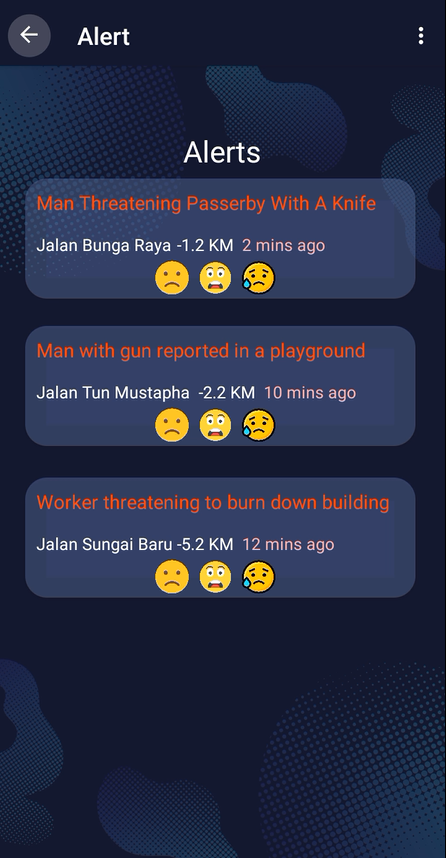 Alert
Alerts
Man Threatening Passerby With A Knife
Jalan Bunga Raya -1.2 KM 2 mins ago
Man with gun reported in a playground
Jalan Tun Mustapha -2.2 KM 10 mins ago
Worker threatening to burn down building
Jalan Sungai Baru -5.2 KM 12 mins ago